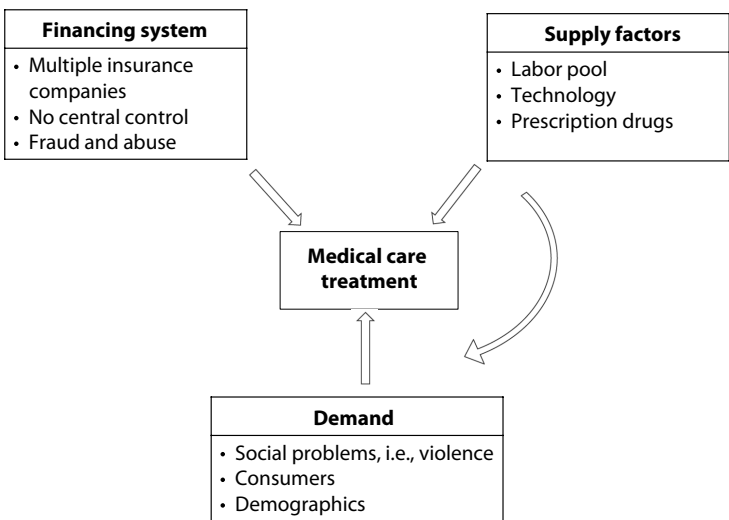 Financing system
• Multiple insurance
companies
• No central control
• Fraud and abuse
Supply factors
• Labor pool
• Technology
• Prescription drugs
Medical care
treatment
Demand
• Social problems, i.e., violence
• Consumers
• Demographics